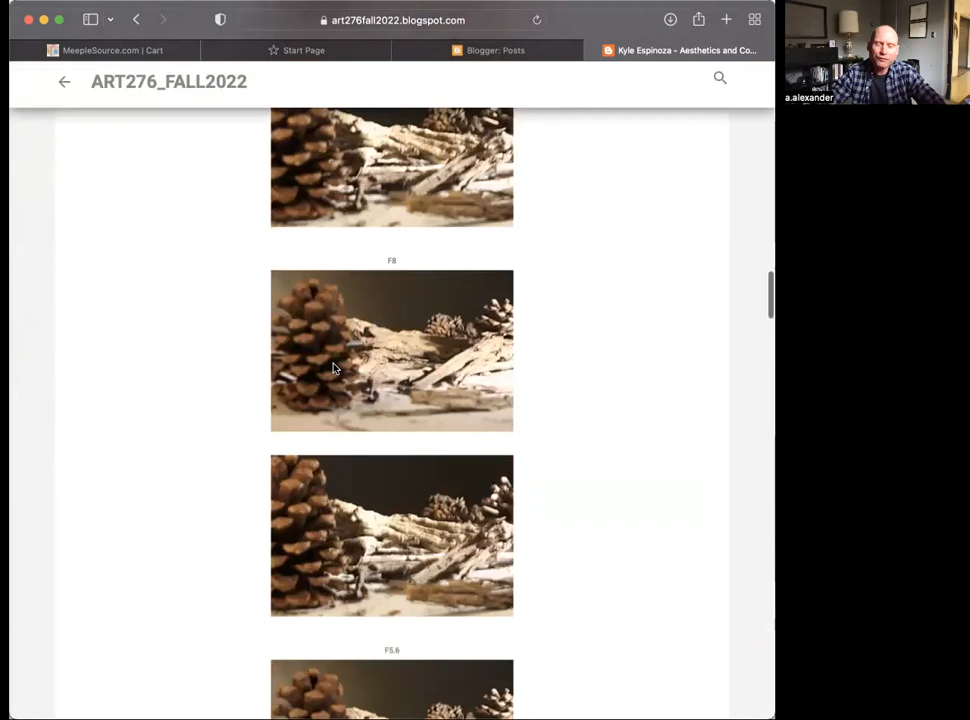 art276fall2022.blogspot.com
MeepleSource.com | Cart
Start Page
Blogger: Posts
Kyle Espinoza - Aesthetics and Co...
ART276_FALL2022
a.alexander
F8
F5.6